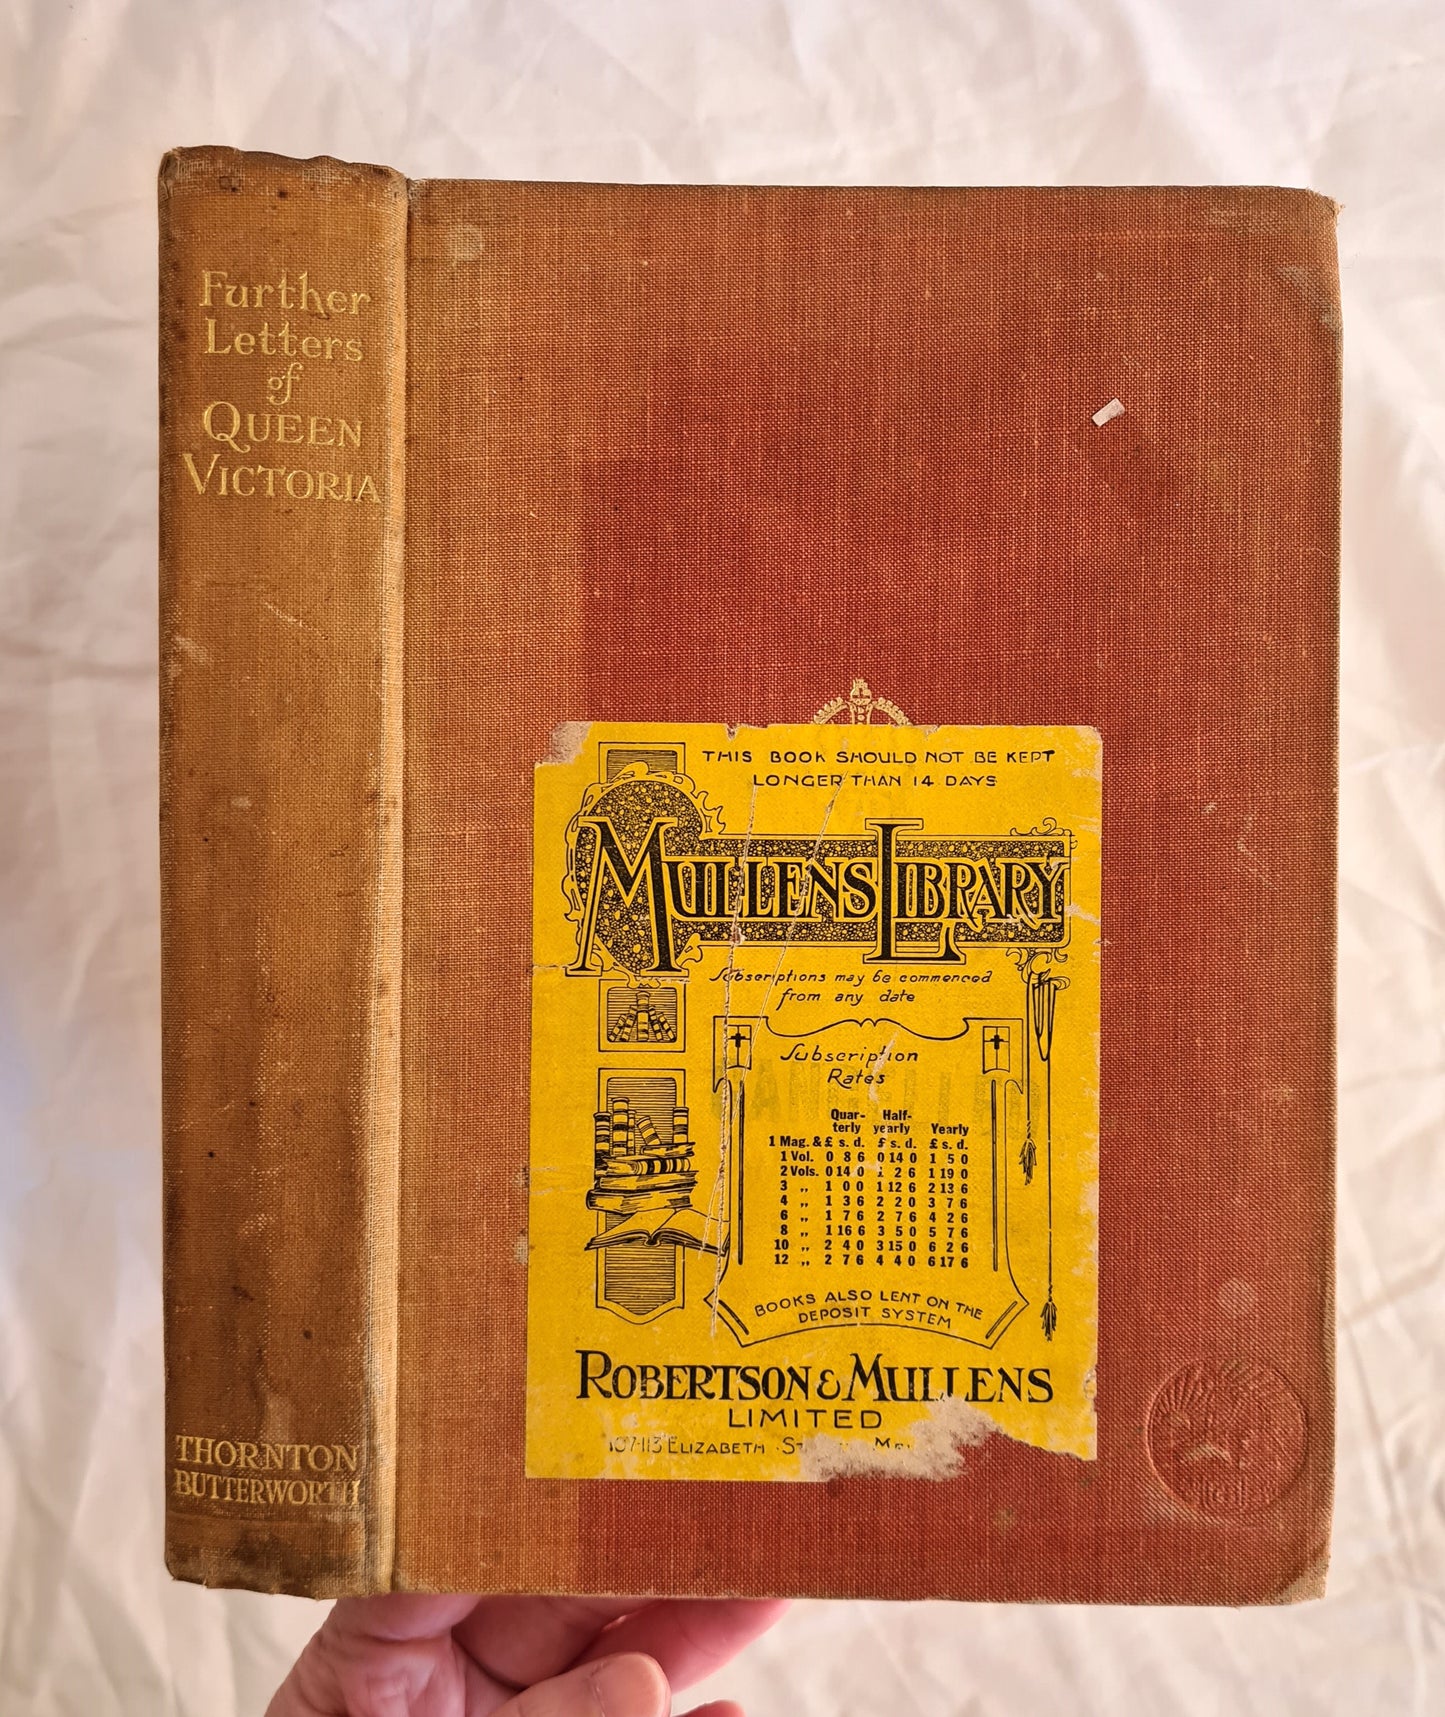 Further
Letters
of
QUEEN
VICTORIA
THORNTON
BUTTERWORTH
THIS BOOK SHOULD NOT BE KEPT
LONGER THAN 14 DAYS
MULLENS LIBRARY
Subscriptions may be commenced
from any date
Subscription
Rates
Quar- Half-
terly yearly Yearly
1 Mag. & £ s. d. £ s. d. £ s. d.
1 Vol. 0 8 6 0 14 0 1 5 0
2 Vols. 0 14 0 1 2 6 1 19 0
3 ,, 1 0 0 1 12 6 2 13 6
4 ,, 1 3 6 2 2 0 3 7 6
6 ,, 1 7 6 2 7 6 4 2 6
8 ,, 1 16 6 3 5 0 5 7 6
10 ,, 2 4 0 3 15 0 6 2 6
12 ,, 2 7 6 4 4 0 6 17 6
BOOKS ALSO LENT ON THE
DEPOSIT SYSTEM
ROBERTSON & MULLENS
LIMITED
107-113 ELIZABETH